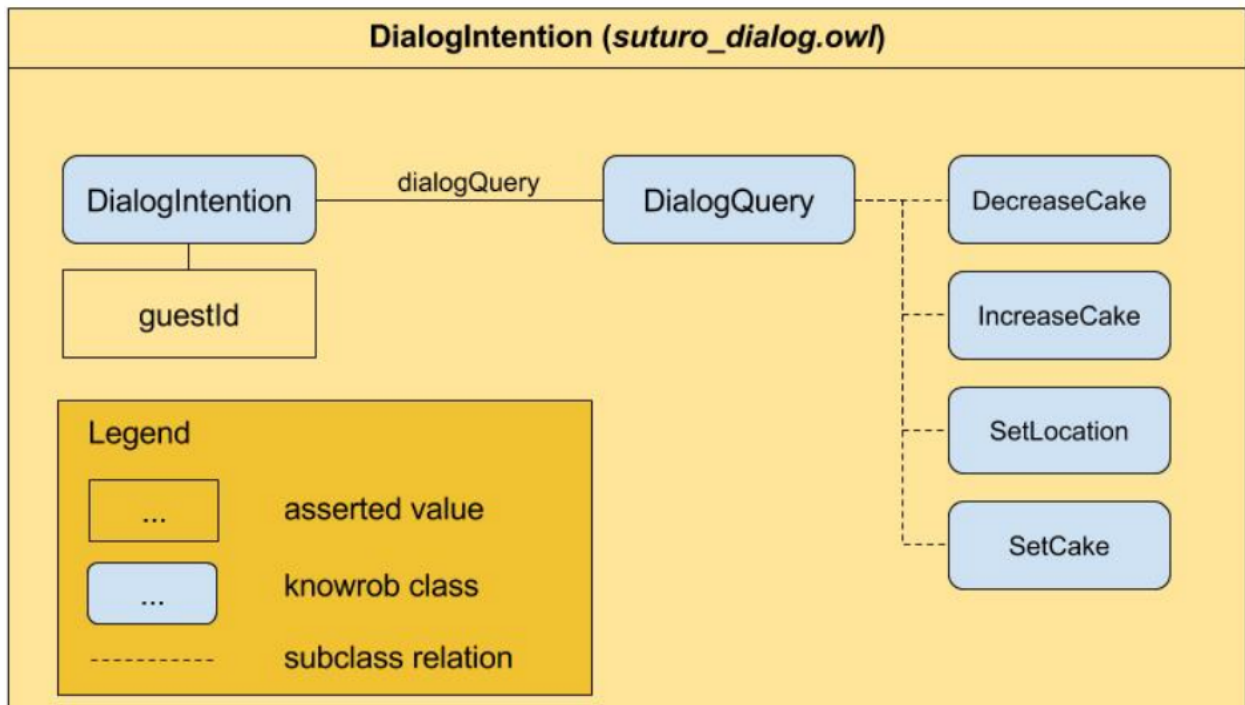 DialogIntention (suturo_dialog.owl)
DialogIntention
dialogQuery
DialogQuery
DecreaseCake
guestId
IncreaseCake
SetLocation
SetCake
Legend
... asserted value
... knowrob class
subclass relation